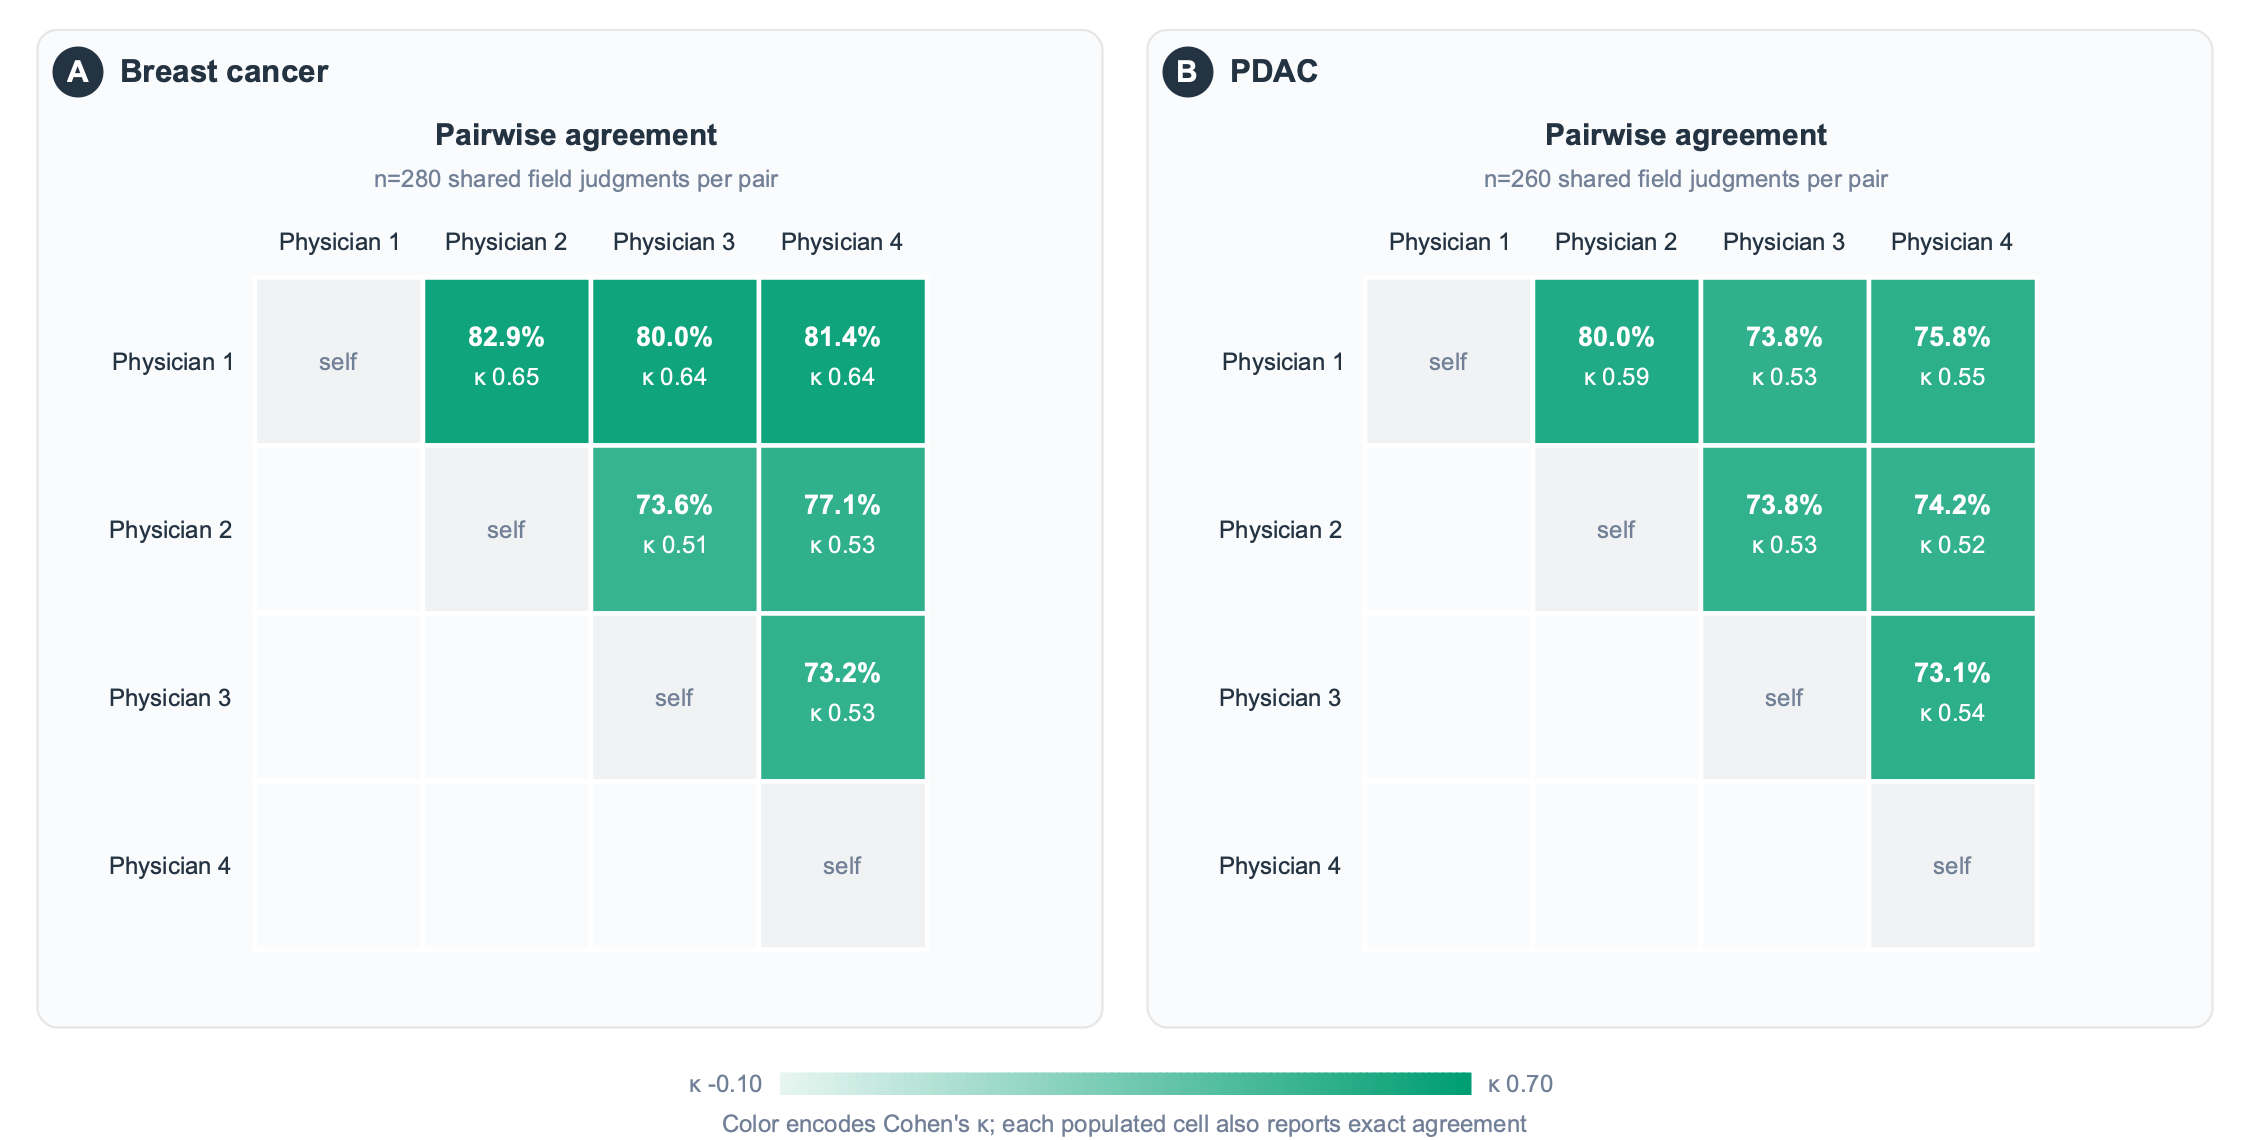 A Breast cancer
Pairwise agreement
n=280 shared field judgments per pair
Physician 1 Physician 2 Physician 3 Physician 4
Physician 1 self 82.9% 80.0% 81.4%
κ 0.65 κ 0.64 κ 0.64
Physician 2 self 73.6% 77.1%
κ 0.51 κ 0.53
Physician 3 self 73.2%
κ 0.53
Physician 4 self
B PDAC
Pairwise agreement
n=260 shared field judgments per pair
Physician 1 Physician 2 Physician 3 Physician 4
Physician 1 self 80.0% 73.8% 75.8%
κ 0.59 κ 0.53 κ 0.55
Physician 2 self 73.8% 74.2%
κ 0.53 κ 0.52
Physician 3 self 73.1%
κ 0.54
Physician 4 self
κ -0.10 κ 0.70
Color encodes Cohen's κ; each populated cell also reports exact agreement